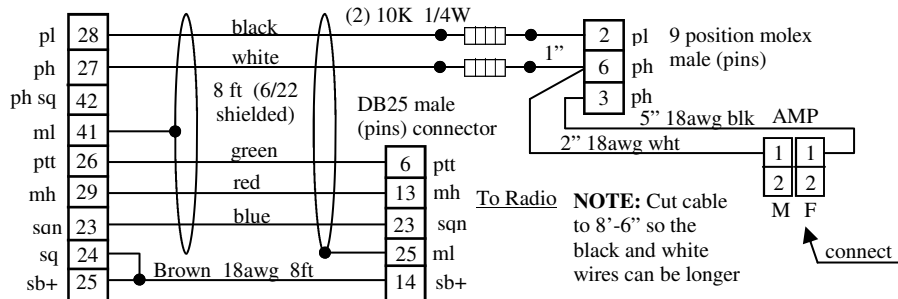 pl 28 black (2) 10K 1/4W 2 pl 9 position molex
male (pins)
ph 27 white 1” 6 ph
ph sq 42 8 ft (6/22
shielded) 3 ph
DB25 male
(pins) connector
ml 41 5” 18awg blk AMP
ptt 26 green 6 ptt 2” 18awg wht 1 1
mh 29 red 13 mh To Radio 2 2
M F
NOTE: Cut cable
to 8’-6” so the
black and white
wires can be longer
sqn 23 blue 23 sqn
sq 24 25 ml connect
sb+ 25 Brown 18awg 8ft 14 sb+